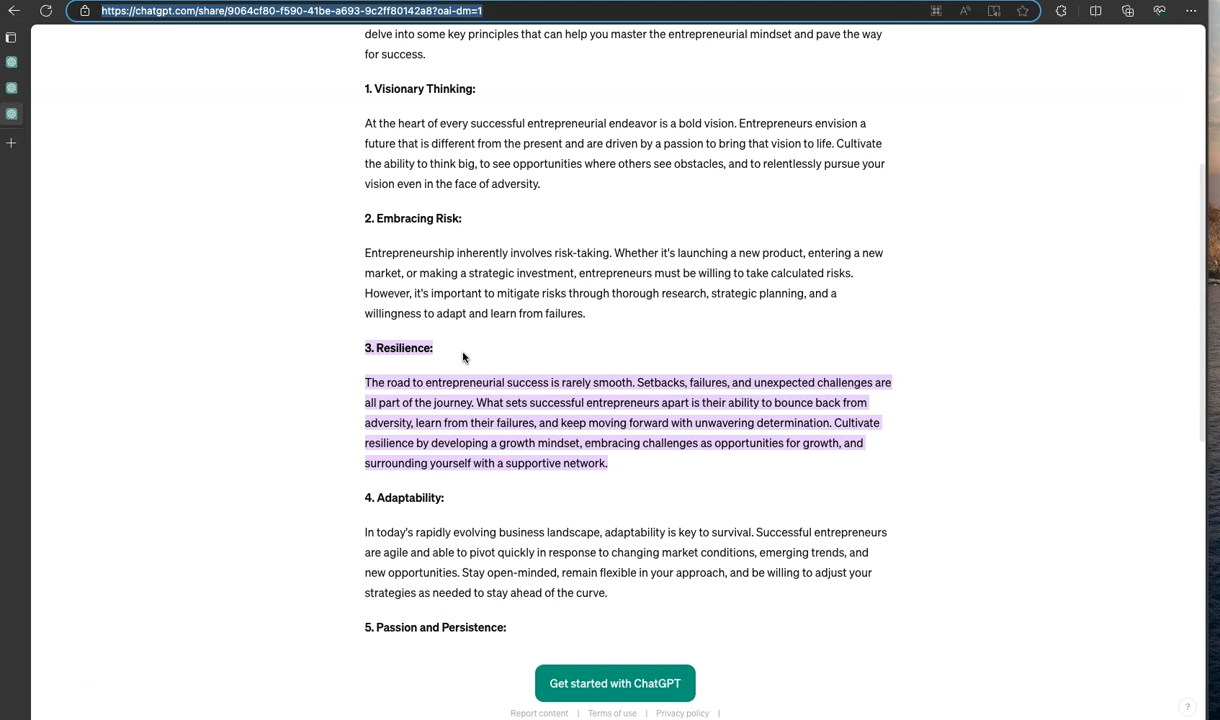 https://chatgpt.com/share/9064cf80-f590-41be-a693-9c2ff80142a8?oai-dm=1
delve into some key principles that can help you master the entrepreneurial mindset and pave the way
for success.
1. Visionary Thinking:
At the heart of every successful entrepreneurial endeavor is a bold vision. Entrepreneurs envision a
future that is different from the present and are driven by a passion to bring that vision to life. Cultivate
the ability to think big, to see opportunities where others see obstacles, and to relentlessly pursue your
vision even in the face of adversity.
2. Embracing Risk:
Entrepreneurship inherently involves risk-taking. Whether it's launching a new product, entering a new
market, or making a strategic investment, entrepreneurs must be willing to take calculated risks.
However, it's important to mitigate risks through thorough research, strategic planning, and a
willingness to adapt and learn from failures.
3. Resilience:
The road to entrepreneurial success is rarely smooth. Setbacks, failures, and unexpected challenges are
all part of the journey. What sets successful entrepreneurs apart is their ability to bounce back from
adversity, learn from their failures, and keep moving forward with unwavering determination. Cultivate
resilience by developing a growth mindset, embracing challenges as opportunities for growth, and
surrounding yourself with a supportive network.
4. Adaptability:
In today's rapidly evolving business landscape, adaptability is key to survival. Successful entrepreneurs
are agile and able to pivot quickly in response to changing market conditions, emerging trends, and
new opportunities. Stay open-minded, remain flexible in your approach, and be willing to adjust your
strategies as needed to stay ahead of the curve.
5. Passion and Persistence:
Get started with ChatGPT
Report content | Terms of use | Privacy policy |
?